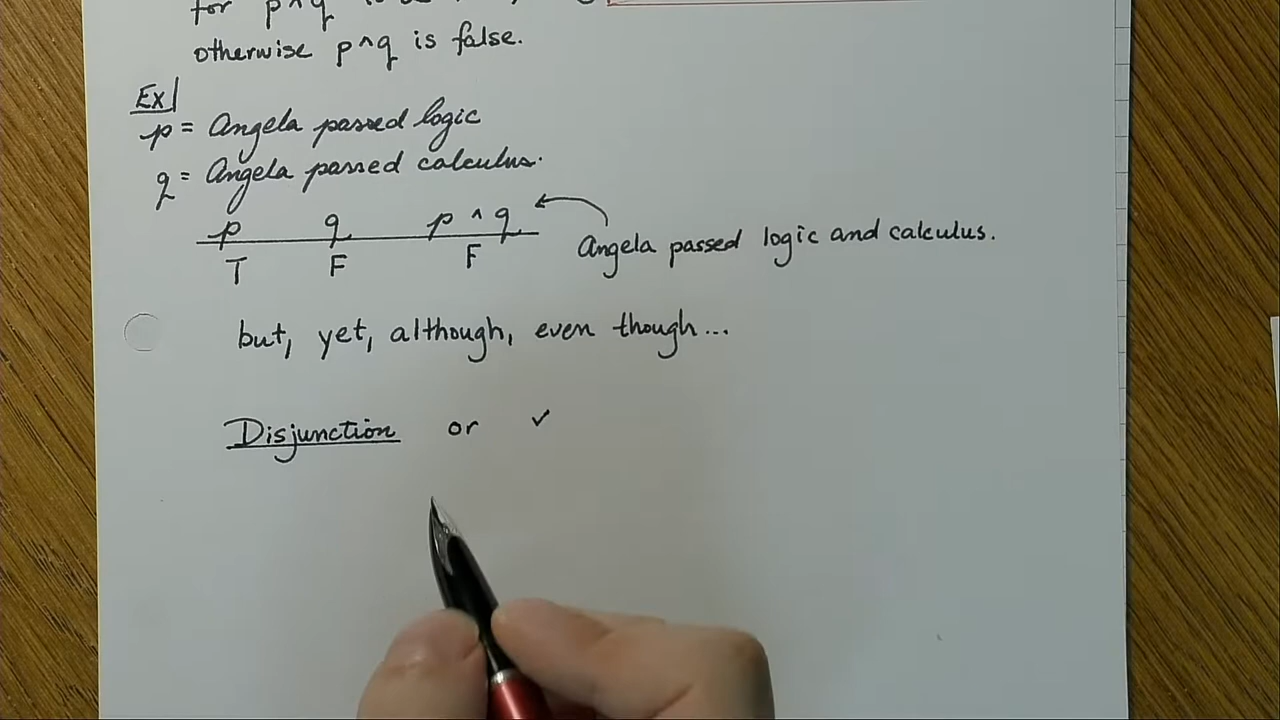 for p ∧ q
otherwise p ∧ q is false.
Ex
p = Angela passed logic
q = Angela passed calculus.
p q p ∧ q
T F F
Angela passed logic and calculus.
but, yet, although, even though...
Disjunction or ∨